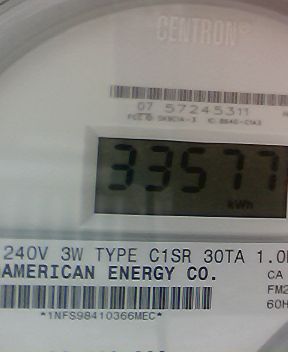 CENTRON®
07 57245311
33577
kWh
240V 3W TYPE C1SR 30TA 1.0
AMERICAN ENERGY CO.
CA
FM2
60H
*1NFS98410366MEC*